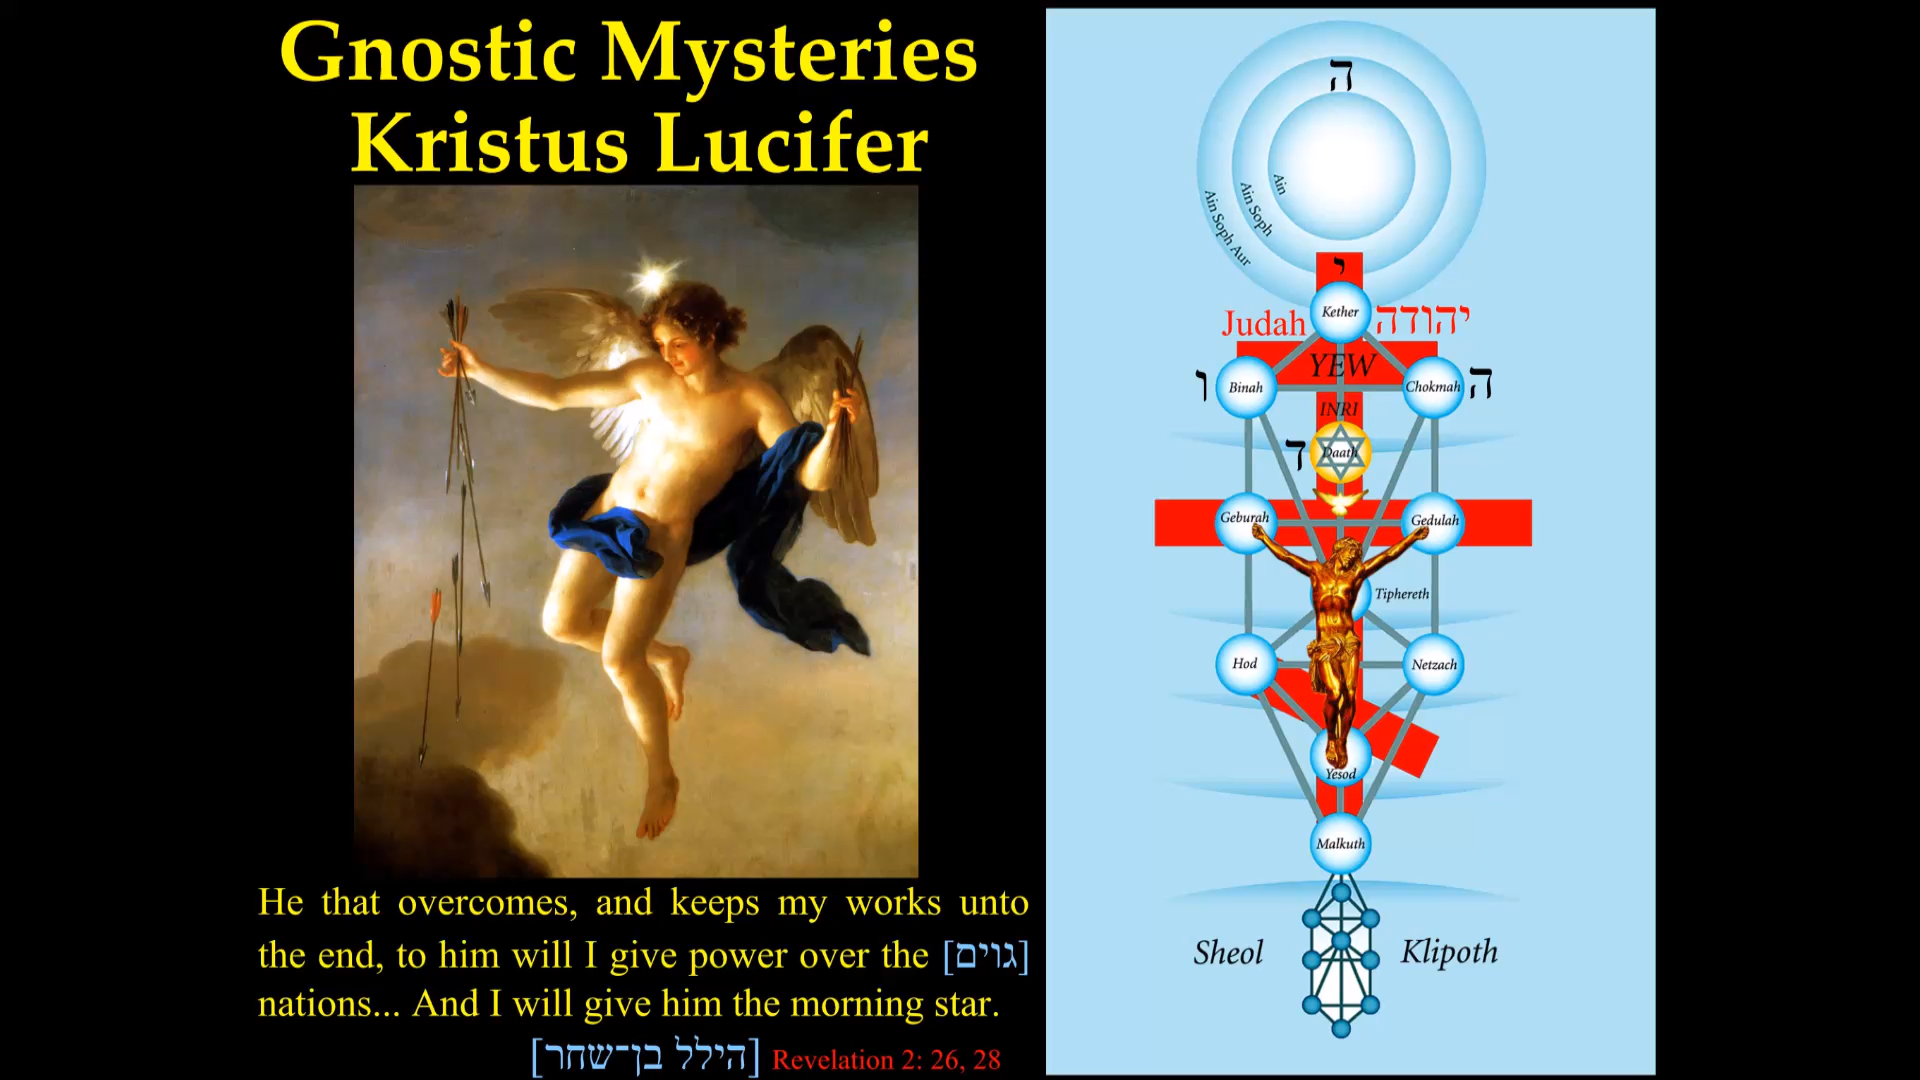 Gnostic Mysteries
Kristus Lucifer
He that overcomes, and keeps my works unto
the end, to him will I give power over the [גוים]
nations... And I will give him the morning star.
[הילל בן־שחר] Revelation 2: 26, 28
ה
Ain
Ain Soph
Ain Soph Aur
י
Kether
Judah
יהודה
YEW
ו
Binah
Chokmah
ה
INRI
ד
Daath
Geburah
Gedulah
Tiphereth
Hod
Netzach
Yesod
Malkuth
Sheol
Klipoth